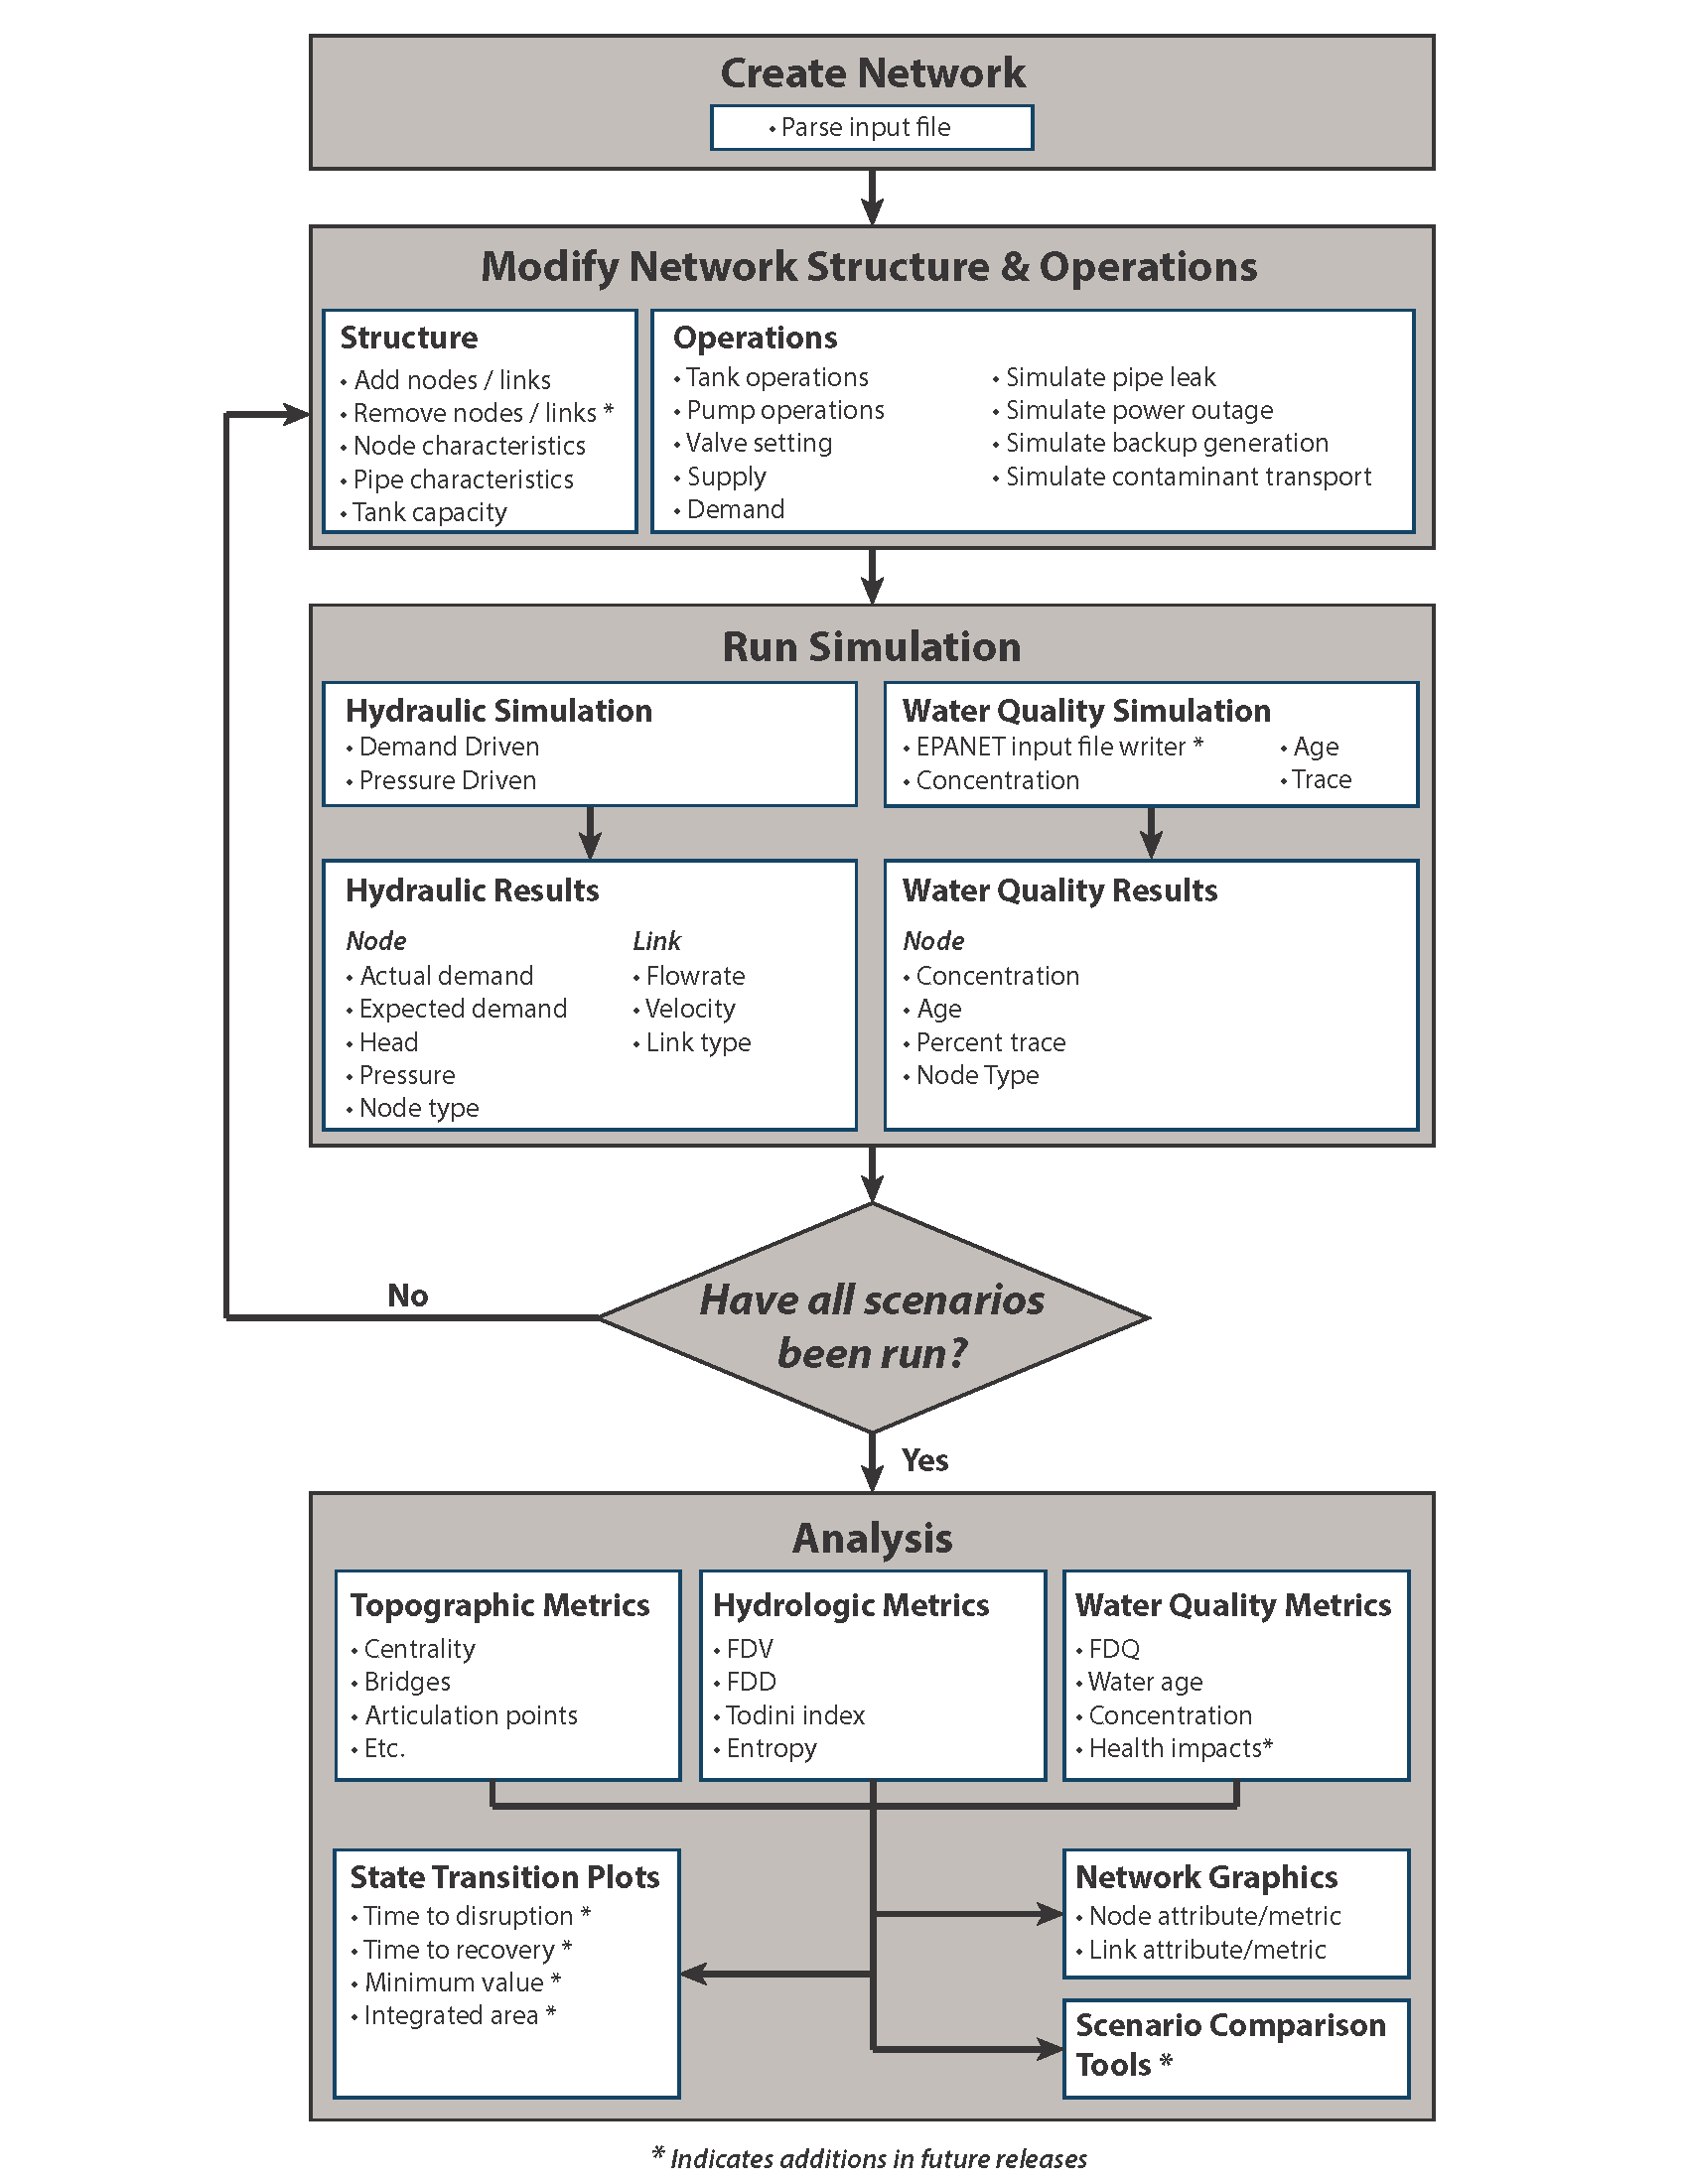 Create Network
• Parse input file
Modify Network Structure & Operations
Structure
• Add nodes / links
• Remove nodes / links *
• Node characteristics
• Pipe characteristics
• Tank capacity
Operations
• Tank operations
• Pump operations
• Valve setting
• Supply
• Demand
• Simulate pipe leak
• Simulate power outage
• Simulate backup generation
• Simulate contaminant transport
Run Simulation
Hydraulic Simulation
• Demand Driven
• Pressure Driven
Water Quality Simulation
• EPANET input file writer *
• Concentration
• Age
• Trace
Hydraulic Results
Node
• Actual demand
• Expected demand
• Head
• Pressure
• Node type
Link
• Flowrate
• Velocity
• Link type
Water Quality Results
Node
• Concentration
• Age
• Percent trace
• Node Type
Have all scenarios
been run?
No
Yes
Analysis
Topographic Metrics
• Centrality
• Bridges
• Articulation points
• Etc.
Hydrologic Metrics
• FDV
• FDD
• Todini index
• Entropy
Water Quality Metrics
• FDQ
• Water age
• Concentration
• Health impacts*
State Transition Plots
• Time to disruption *
• Time to recovery *
• Minimum value *
• Integrated area *
Network Graphics
• Node attribute/metric
• Link attribute/metric
Scenario Comparison
Tools *
* Indicates additions in future releases